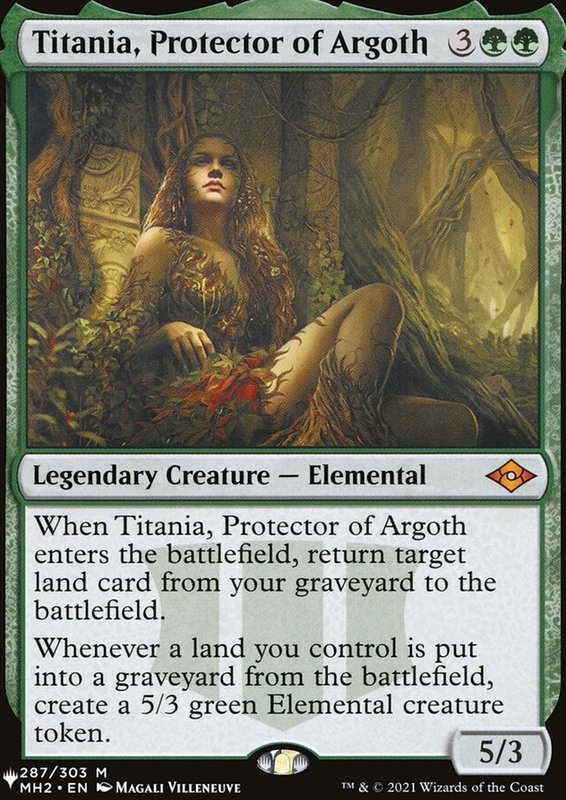 Titania, Protector of Argoth 3
Legendary Creature — Elemental
When Titania, Protector of Argoth
enters the battlefield, return target
land card from your graveyard to the
battlefield.
Whenever a land you control is put
into a graveyard from the battlefield,
create a 5/3 green Elemental creature
token.
5/3
287/303 M
MH2 • EN Magali Villeneuve
™ & © 2021 Wizards of the Coast